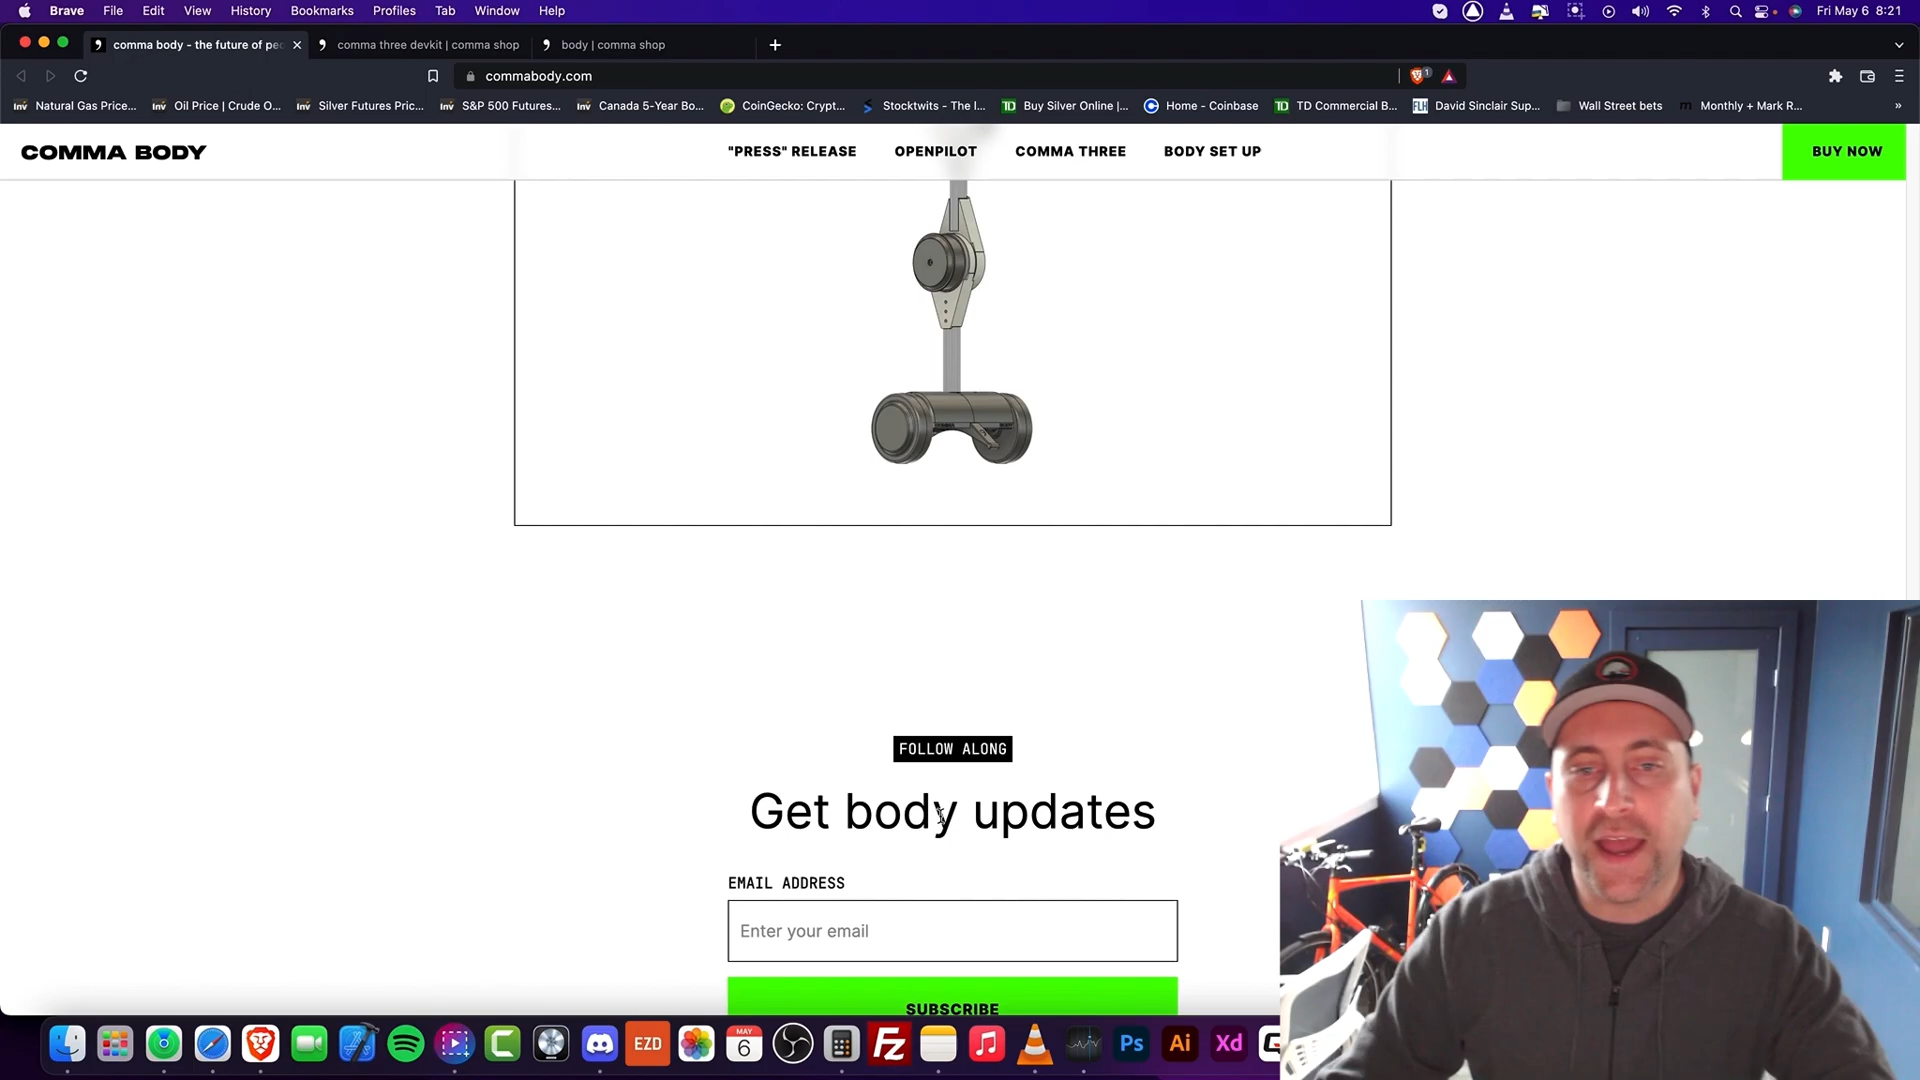 Brave File Edit View History Bookmarks Profiles Tab Window Help Fri May 6 8:21
comma body - the future of peo comma three devkit | comma shop body | comma shop
commabody.com 1
Natural Gas Price... Oil Price | Crude O... Silver Futures Pric... S&P 500 Futures... Canada 5-Year Bo... CoinGecko: Crypt... Stocktwits - The l... Buy Silver Online |... Home - Coinbase TD Commercial B... David Sinclair Sup... Wall Street bets Monthly + Mark R... »
COMMA BODY "PRESS" RELEASE OPENPILOT COMMA THREE BODY SET UP BUY NOW
FOLLOW ALONG
Get body updates
EMAIL ADDRESS
Enter your email
SUBSCRIBE
EZD MAY 6 Fz Ps Ai Xd